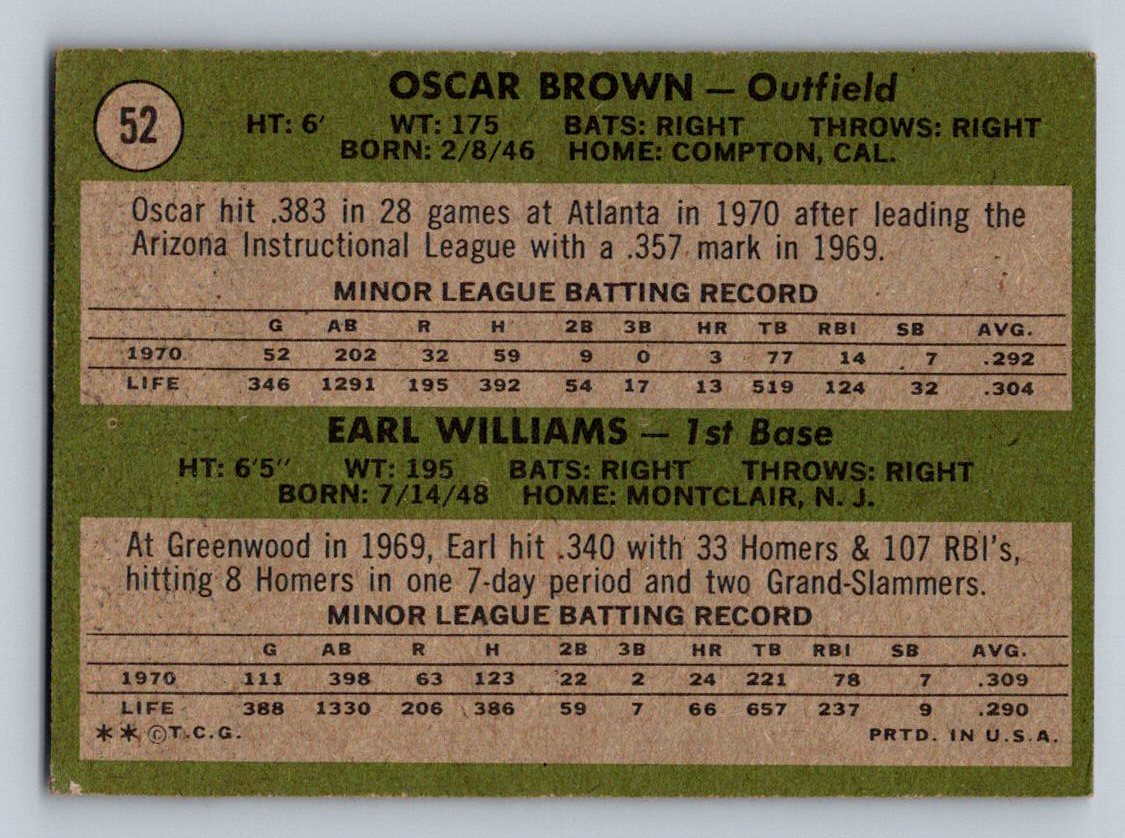 52
OSCAR BROWN — Outfield
HT: 6′ WT: 175 BATS: RIGHT THROWS: RIGHT
BORN: 2/8/46 HOME: COMPTON, CAL.
Oscar hit .383 in 28 games at Atlanta in 1970 after leading the
Arizona Instructional League with a .357 mark in 1969.
MINOR LEAGUE BATTING RECORD
G AB R H 2B 3B HR TB RBI SB AVG.
1970 52 202 32 59 9 0 3 77 14 7 .292
LIFE 346 1291 195 392 54 17 13 519 124 32 .304
EARL WILLIAMS — 1st Base
HT: 6′5″ WT: 195 BATS: RIGHT THROWS: RIGHT
BORN: 7/14/48 HOME: MONTCLAIR, N. J.
At Greenwood in 1969, Earl hit .340 with 33 Homers & 107 RBI's,
hitting 8 Homers in one 7-day period and two Grand-Slammers.
MINOR LEAGUE BATTING RECORD
G AB R H 2B 3B HR TB RBI SB AVG.
1970 111 398 63 123 22 2 24 221 78 7 .309
LIFE 388 1330 206 386 59 7 66 657 237 9 .290
** ©T.C.G. PRTD. IN U.S.A.